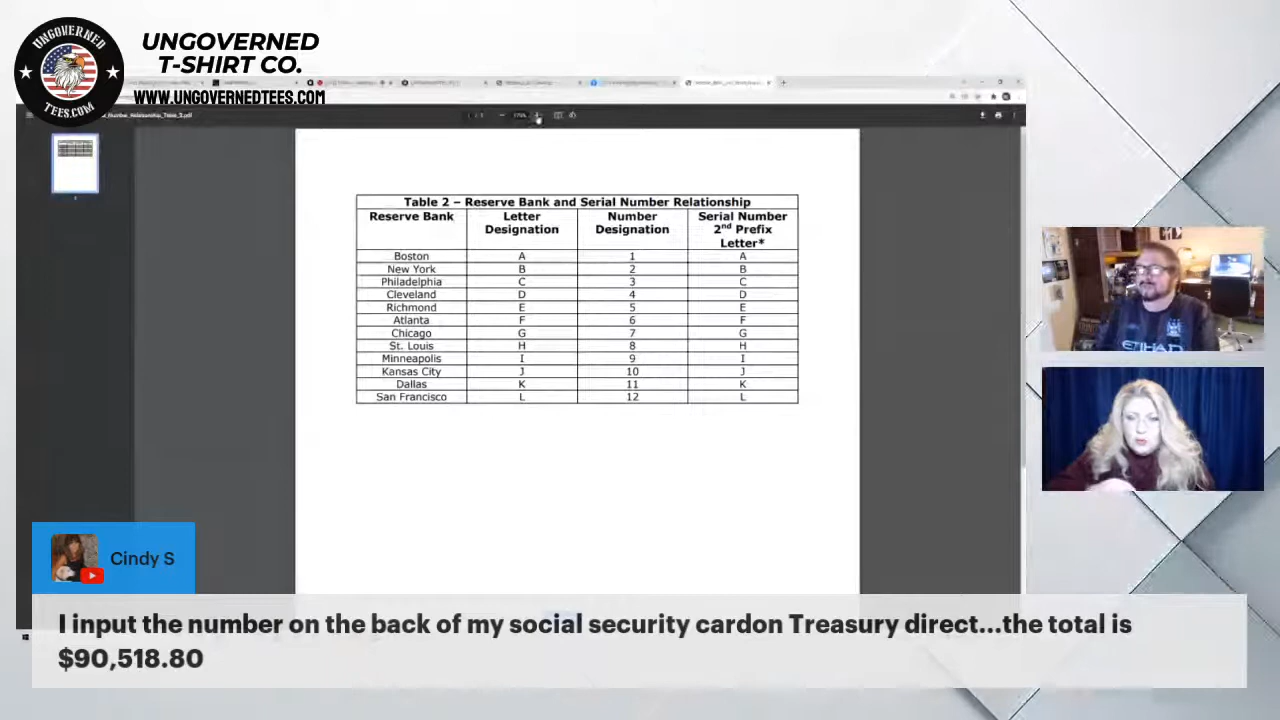 UNGOVERNED
TEES.COM
UNGOVERNED
T-SHIRT CO.
WWW.UNGOVERNEDTEES.COM
Table 2 – Reserve Bank and Serial Number Relationship
Reserve Bank Letter Designation Number Designation Serial Number 2nd Prefix Letter*
Boston A 1 A
New York B 2 B
Philadelphia C 3 C
Cleveland D 4 D
Richmond E 5 E
Atlanta F 6 F
Chicago G 7 G
St. Louis H 8 H
Minneapolis I 9 I
Kansas City J 10 J
Dallas K 11 K
San Francisco L 12 L
ETIHAD
Cindy S
I input the number on the back of my social security cardon Treasury direct...the total is
$90,518.80